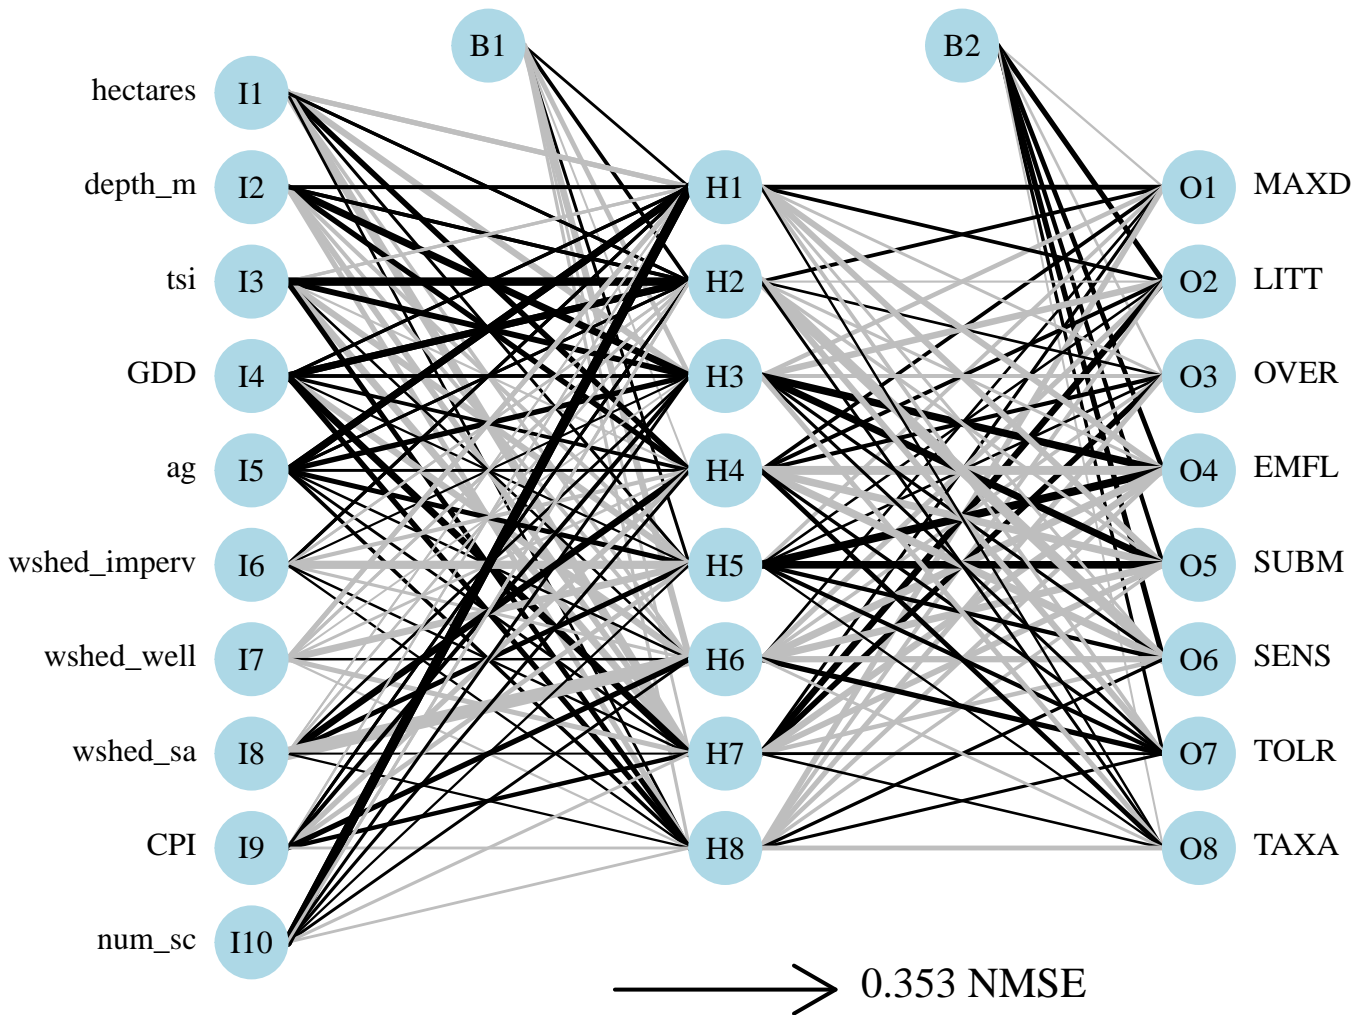 B1
B2
hectares I1
depth_m I2 H1 O1 MAXD
tsi I3 H2 O2 LITT
GDD I4 H3 O3 OVER
ag I5 H4 O4 EMFL
wshed_imperv I6 H5 O5 SUBM
wshed_well I7 H6 O6 SENS
wshed_sa I8 H7 O7 TOLR
CPI I9 H8 O8 TAXA
num_sc I10
0.353 NMSE